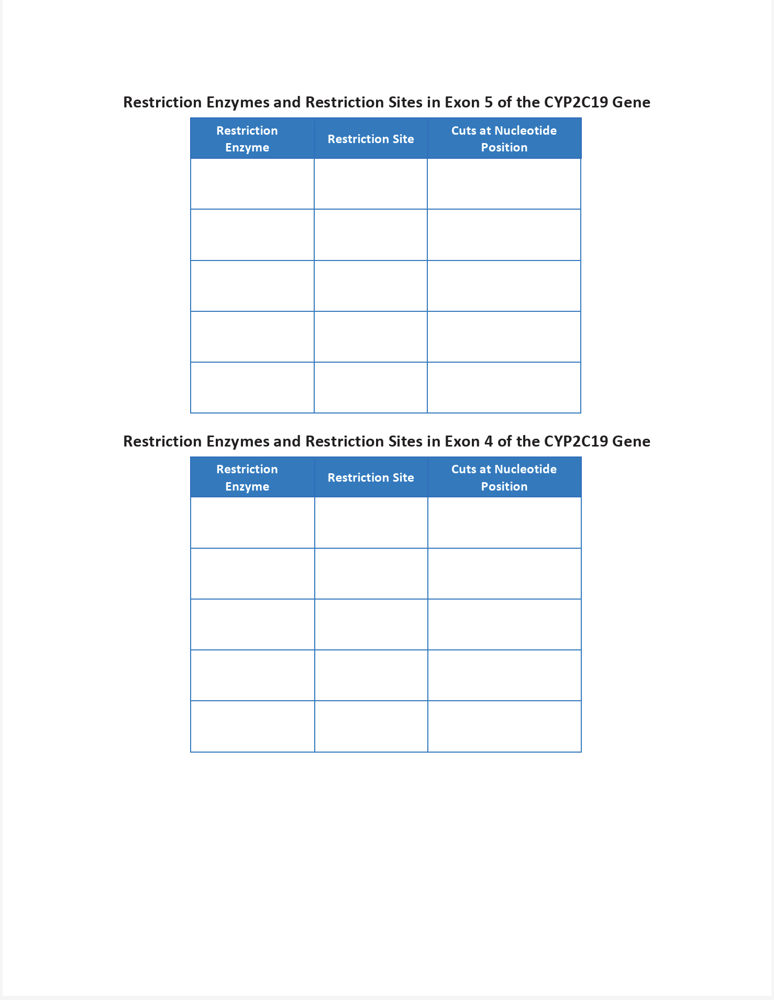 Restriction Enzymes and Restriction Sites in Exon 5 of the CYP2C19 Gene
Restriction
Enzyme
Restriction Site
Cuts at Nucleotide
Position
Restriction Enzymes and Restriction Sites in Exon 4 of the CYP2C19 Gene
Restriction
Enzyme
Restriction Site
Cuts at Nucleotide
Position